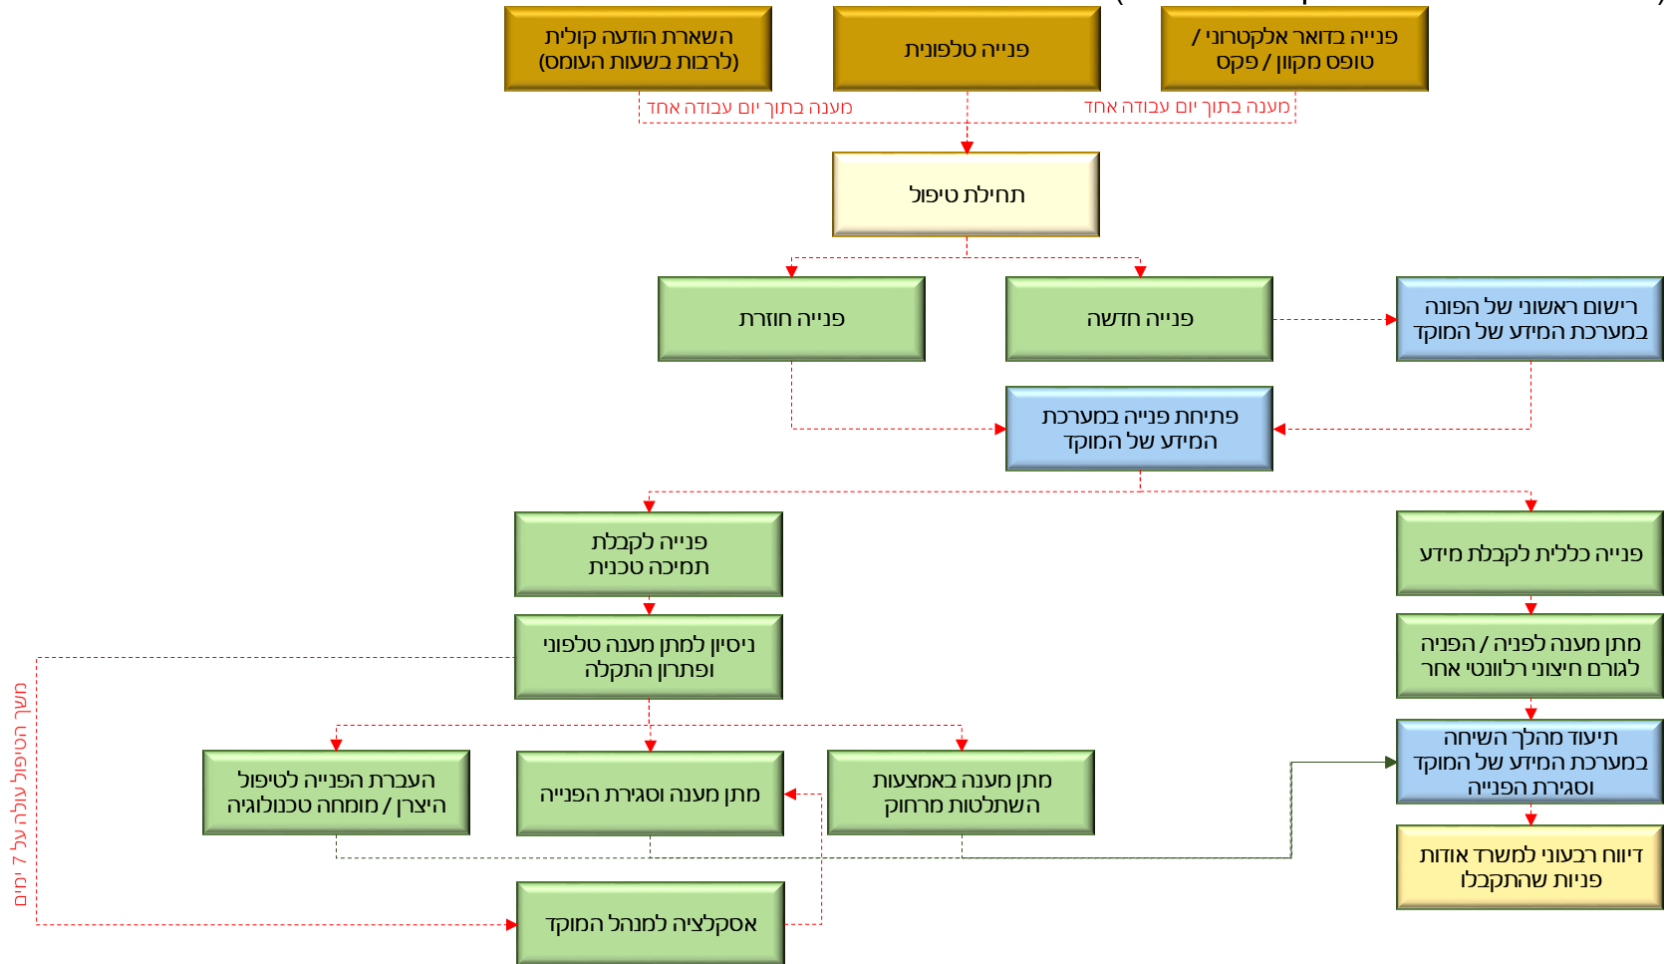 פנייה בדואר אלקטרוני /
טופס מקוון / פקס
פנייה טלפונית
השארת הודעה קולית
(לרבות בשעות העומס)
מענה בתוך יום עבודה אחד
מענה בתוך יום עבודה אחד
תחילת טיפול
רישום ראשוני של הפונה
במערכת המידע של המוקד
פנייה חדשה
פנייה חוזרת
פתיחת פנייה במערכת
המידע של המוקד
פנייה כללית לקבלת מידע
פנייה לקבלת
תמיכה טכנית
מתן מענה לפניה / הפניה
לגורם חיצוני רלוונטי אחר
ניסיון למתן מענה טלפוני
ופתרון התקלה
משך הטיפול עולה על 7 ימים
תיעוד מהלך השיחה
במערכת המידע של המוקד
וסגירת הפנייה
מתן מענה באמצעות
השתלטות מרחוק
מתן מענה וסגירת הפנייה
העברת הפנייה לטיפול
היצרן / מומחה טכנולוגיה
דיווח רבעוני למשרד אודות
פניות שהתקבלו
אסקלציה למנהל המוקד